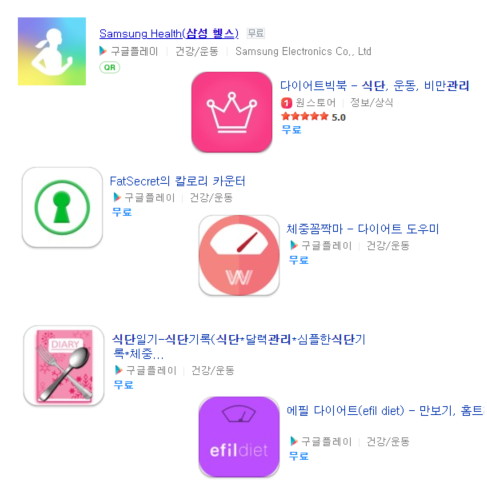 Samsung Health(삽성 헬스) 무료
구글플레이 | 건강/운동 | Samsung Electronics Co., Ltd
QR
다이어트빅북 - 식단, 운동, 비만관리
1 원스토어 | 정보/상식
5.0
무료
FatSecret의 칼로리 카운터
구글플레이 | 건강/운동
무료
체중꼼짝마 - 다이어트 도우미
구글플레이 | 건강/운동
무료
W
DIARY
식단일기-식단기록(식단*달력관리*심플한식단기
록*체중...
구글플레이 | 건강/운동
무료
에필 다이어트(efil diet) - 만보기, 홈트
구글플레이 | 건강/운동
무료
efildiet